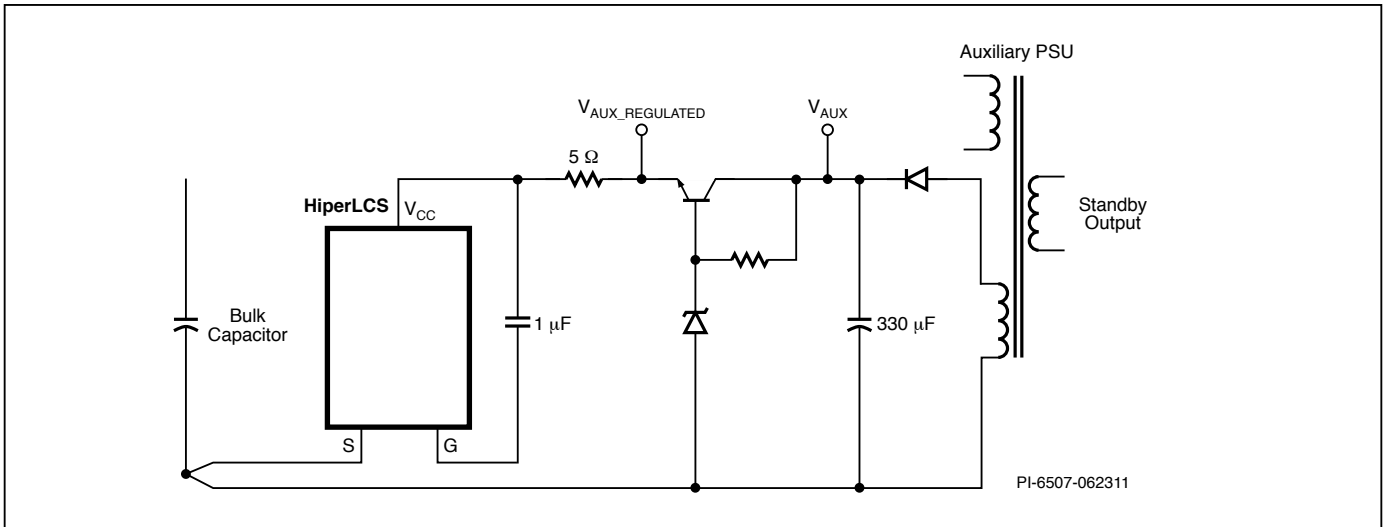 Auxiliary PSU
VAUX_REGULATED
VAUX
5 Ω
HiperLCS
VCC
Standby
Output
Bulk
Capacitor
1 μF
330 μF
S
G
PI-6507-062311